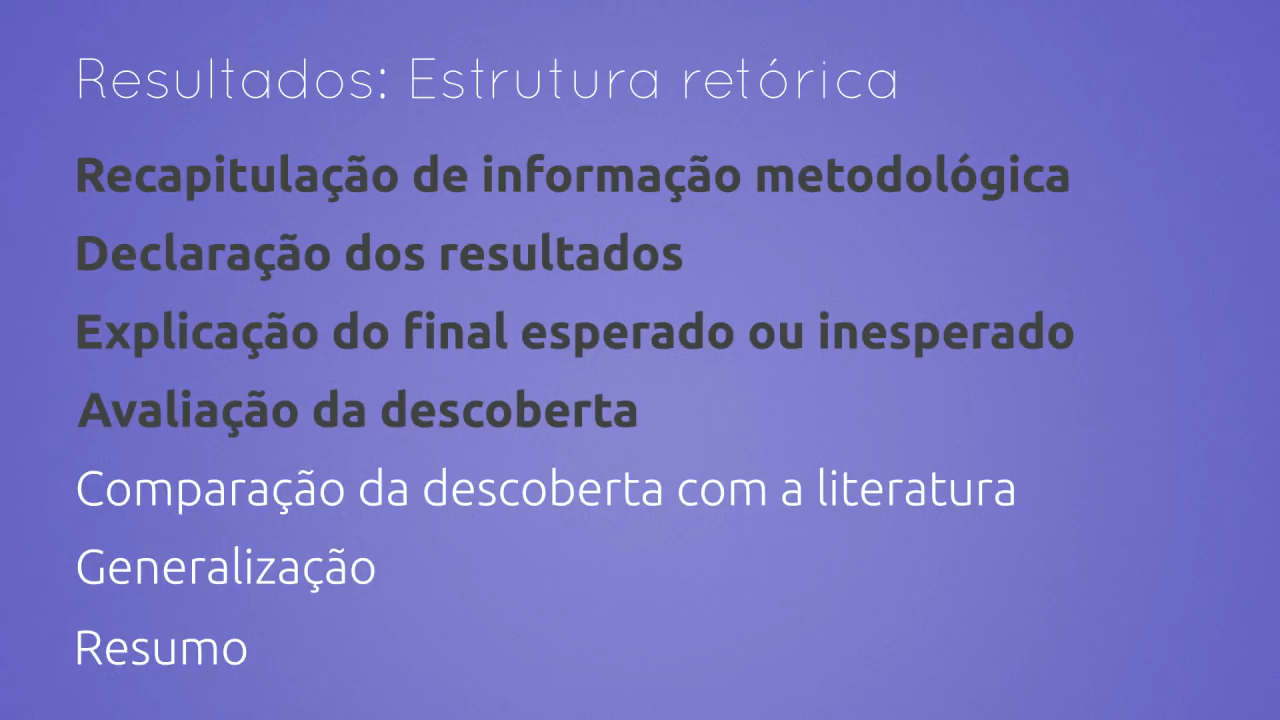 Resultados: Estrutura retórica
Recapitulação de informação metodológica
Declaração dos resultados
Explicação do final esperado ou inesperado
Avaliação da descoberta
Comparação da descoberta com a literatura
Generalização
Resumo